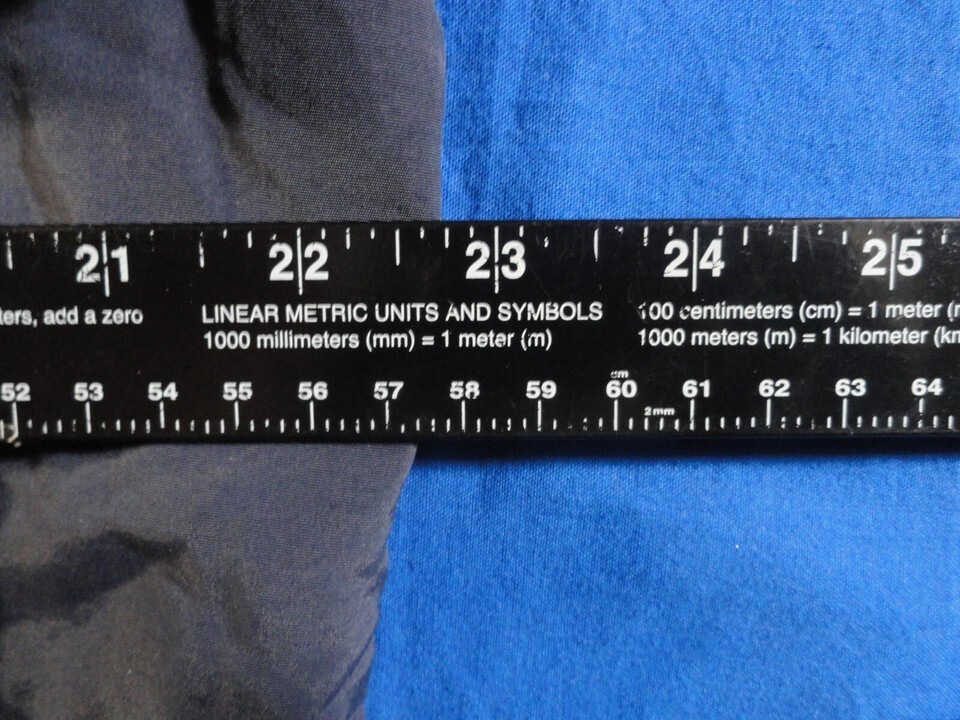 21 22 23 24 25
ters, add a zero LINEAR METRIC UNITS AND SYMBOLS 100 centimeters (cm) = 1 meter
1000 millimeters (mm) = 1 meter (m) 1000 meters (m) = 1 kilometer
cm
52 53 54 55 56 57 58 59 60 61 62 63 64
2mm